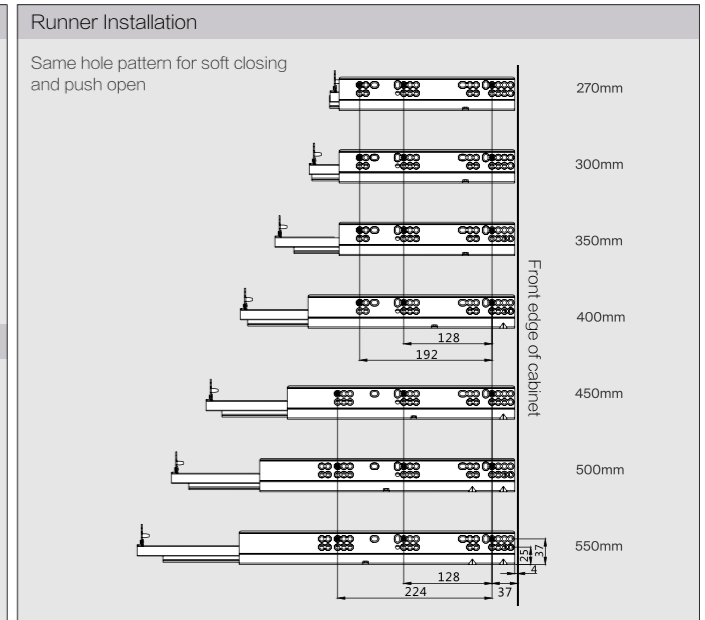 Runner Installation
Same hole pattern for soft closing
and push open
270mm
300mm
350mm
Front edge of cabinet
400mm
128
192
450mm
500mm
550mm
25
37
4
128
37
224